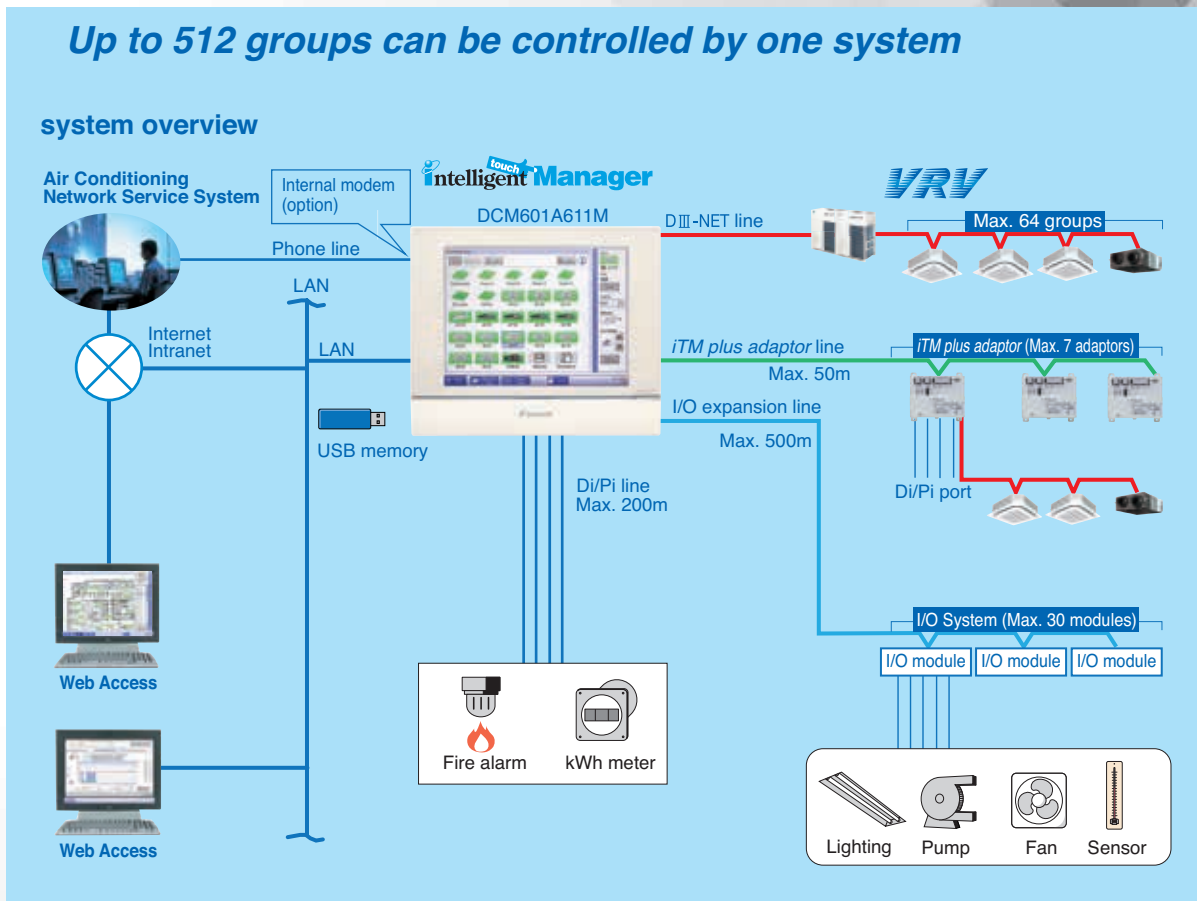 Up to 512 groups can be controlled by one system
system overview
Air Conditioning
Network Service System
Internal modem
(option)
intelligent touch Manager
DCM601A611M
VRV
DⅢ-NET line
Max. 64 groups
Phone line
LAN
Internet
Intranet
LAN
iTM plus adaptor line
Max. 50m
iTM plus adaptor (Max. 7 adaptors)
I/O expansion line
Max. 500m
USB memory
Di/Pi line
Max. 200m
Di/Pi port
Web Access
I/O System (Max. 30 modules)
I/O module
I/O module
I/O module
Fire alarm
kWh meter
Web Access
Lighting
Pump
Fan
Sensor